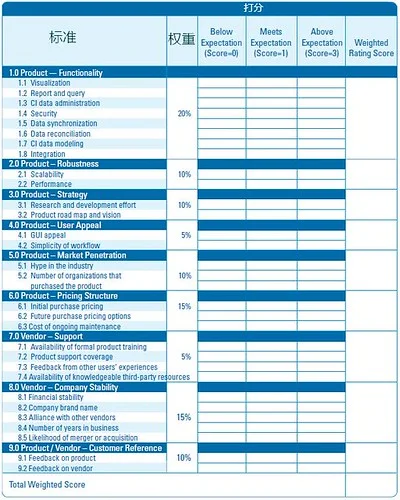 打分
标准
权重
Below
Expectation
(Score=0)
Meets
Expectation
(Score=1)
Above
Expectation
(Score=3)
Weighted
Rating Score
1.0 Product — Functionality
1.1 Visualization
1.2 Report and query
1.3 CI data administration
1.4 Security
1.5 Data synchronization
1.6 Data reconciliation
1.7 CI data modeling
1.8 Integration
20%
2.0 Product – Robustness
2.1 Scalability
2.2 Performance
10%
3.0 Product – Strategy
3.1 Research and development effort
3.2 Product road map and vision
10%
4.0 Product – User Appeal
4.1 GUI appeal
4.2 Simplicity of workflow
5%
5.0 Product – Market Penetration
5.1 Hype in the industry
5.2 Number of organizations that
purchased the product
10%
6.0 Product – Pricing Structure
6.1 Initial purchase pricing
6.2 Future purchase pricing options
6.3 Cost of ongoing maintenance
15%
7.0 Vendor – Support
7.1 Availability of formal product training
7.2 Product support coverage
7.3 Feedback from other users' experiences
7.4 Availability of knowledgeable third-party resources
5%
8.0 Vendor – Company Stability
8.1 Financial stability
8.2 Company brand name
8.3 Alliance with other vendors
8.4 Number of years in business
8.5 Likelihood of merger or acquisition
15%
9.0 Product / Vendor – Customer Reference
9.1 Feedback on product
9.2 Feedback on vendor
10%
Total Weighted Score